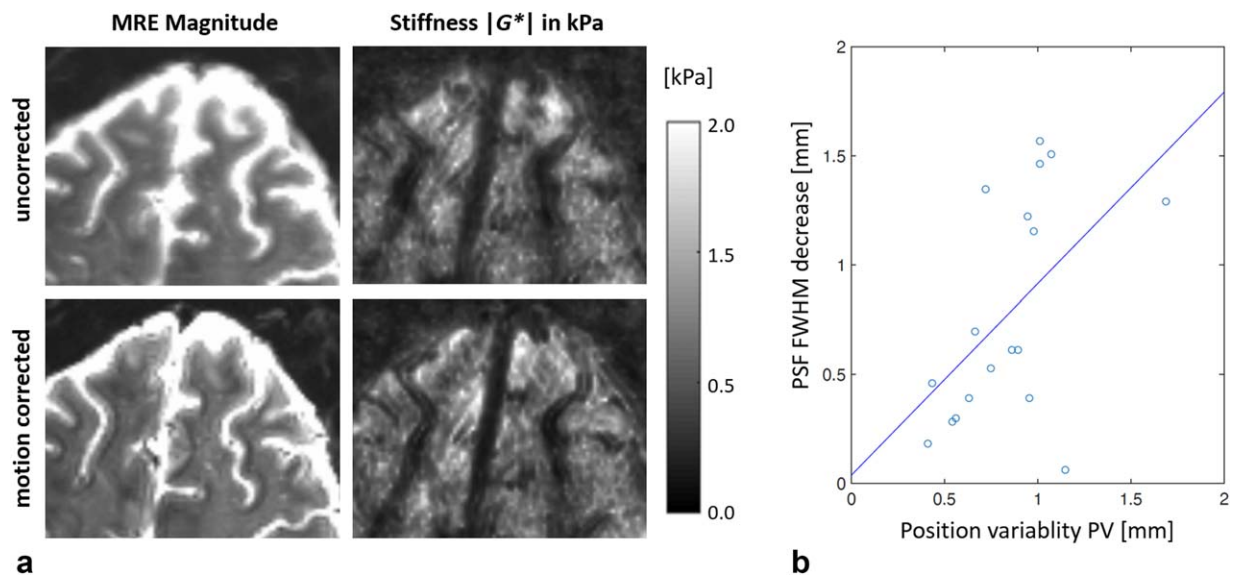 MRE Magnitude
Stiffness |G*| in kPa
uncorrected
motion corrected
[kPa]
2.0
1.5
0.5
0.0
a
2
1.5
1
0.5
0
0
0.5
1
1.5
2
PSF FWHM decrease [mm]
Position variablity PV [mm]
b